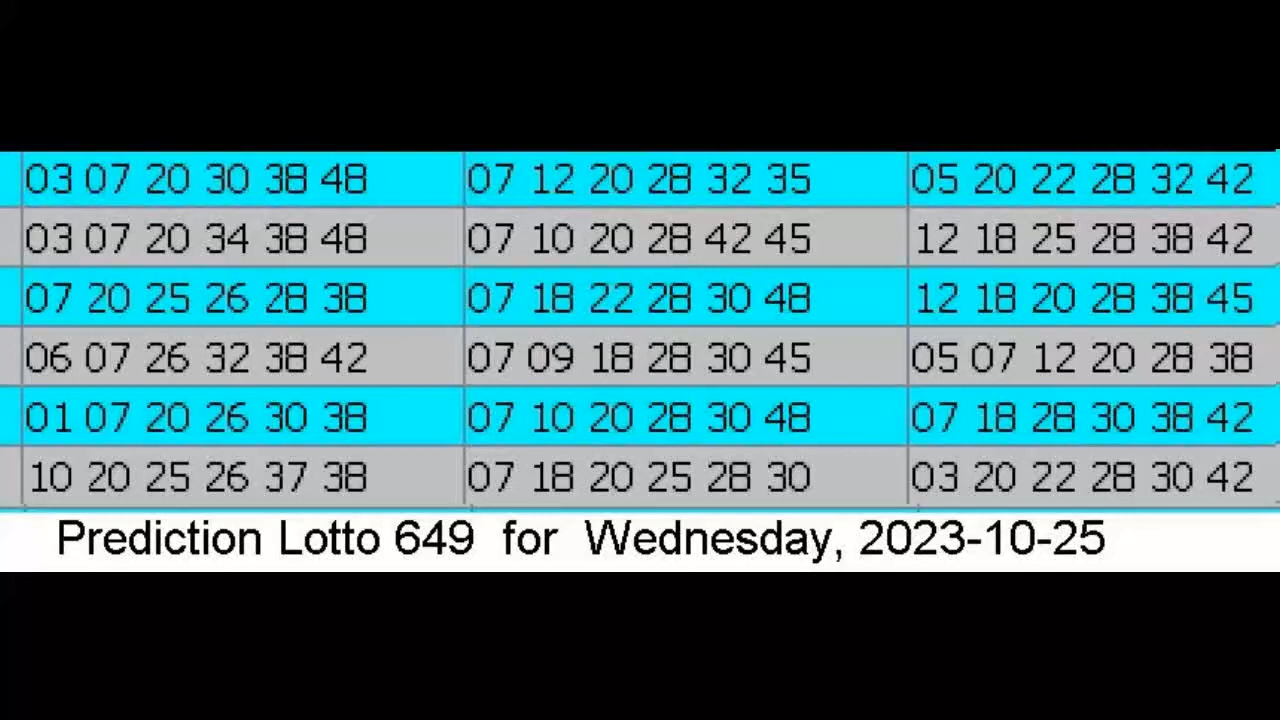 03 07 20 30 38 48 07 12 20 28 32 35 05 20 22 28 32 42
03 07 20 34 38 48 07 10 20 28 42 45 12 18 25 28 38 42
07 20 25 26 28 38 07 18 22 28 30 48 12 18 20 28 38 45
06 07 26 32 38 42 07 09 18 28 30 45 05 07 12 20 28 38
01 07 20 26 30 38 07 10 20 28 30 48 07 18 28 30 38 42
10 20 25 26 37 38 07 18 20 25 28 30 03 20 22 28 30 42
Prediction Lotto 649 for Wednesday, 2023-10-25